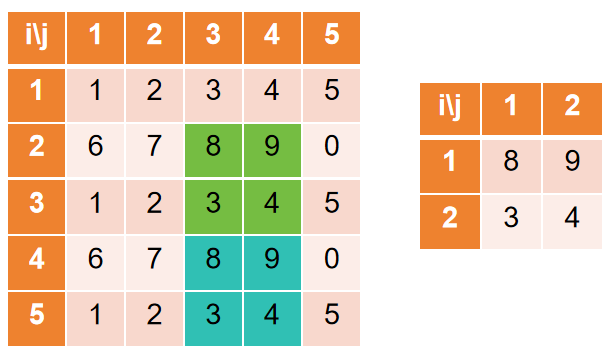 i\j 1 2 3 4 5
1 1 2 3 4 5
2 6 7 8 9 0
3 1 2 3 4 5
4 6 7 8 9 0
5 1 2 3 4 5
i\j 1 2
1 8 9
2 3 4